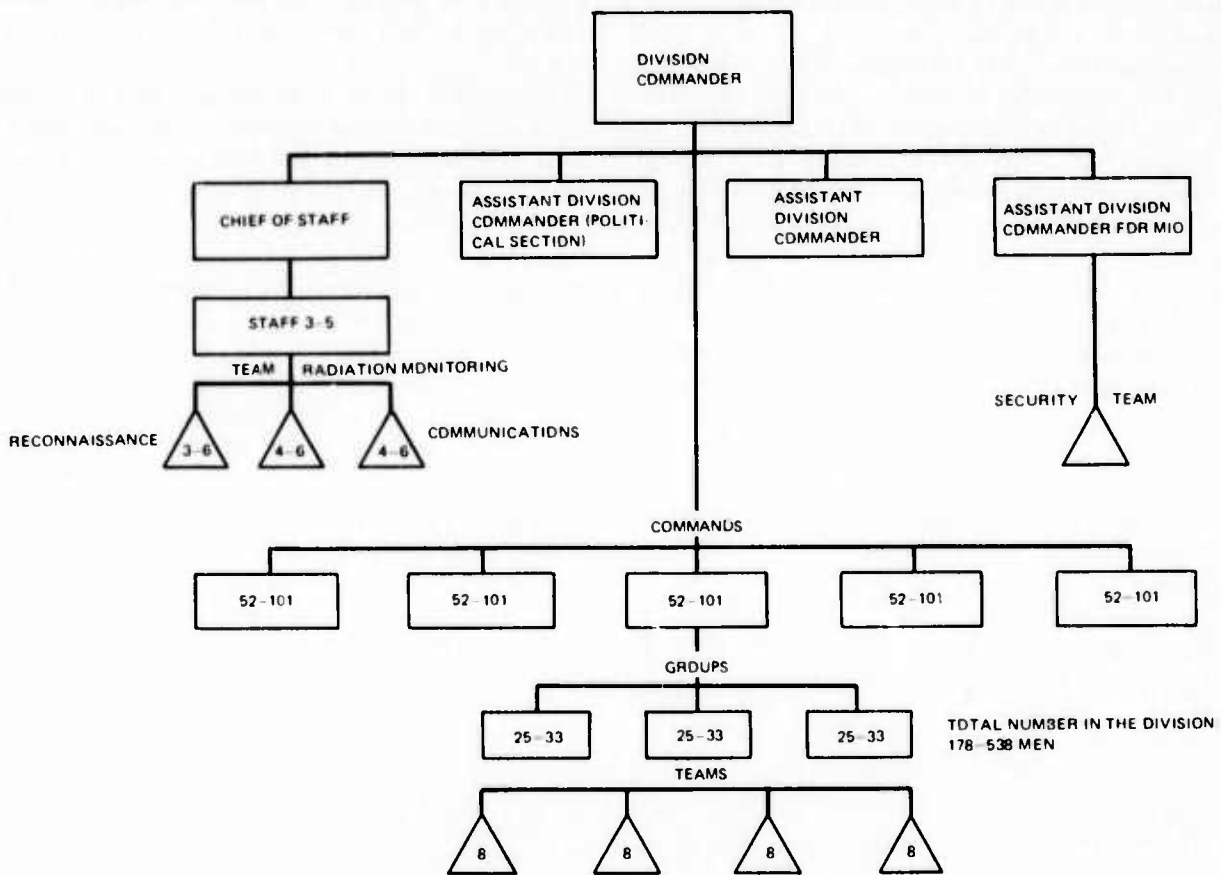 DIVISION
COMMANDER
CHIEF OF STAFF
ASSISTANT DIVISION
COMMANDER (POLITI-
CAL SECTION)
ASSISTANT
DIVISION
COMMANDER
ASSISTANT DIVISION
COMMANDER FOR MIO
STAFF 3-5
TEAM RADIATION MONITORING
RECONNAISSANCE
3-6
4-6
4-6
COMMUNICATIONS
SECURITY TEAM
COMMANDS
52-101
52-101
52-101
52-101
52-101
GROUPS
25-33
25-33
25-33
TOTAL NUMBER IN THE DIVISION
178-538 MEN
TEAMS
8
8
8
8